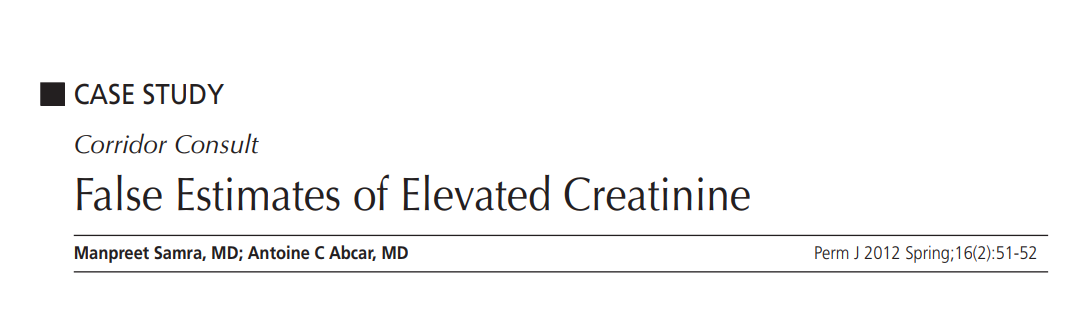 CASE STUDY
Corridor Consult
False Estimates of Elevated Creatinine
Manpreet Samra, MD; Antoine C Abcar, MD
Perm J 2012 Spring;16(2):51-52